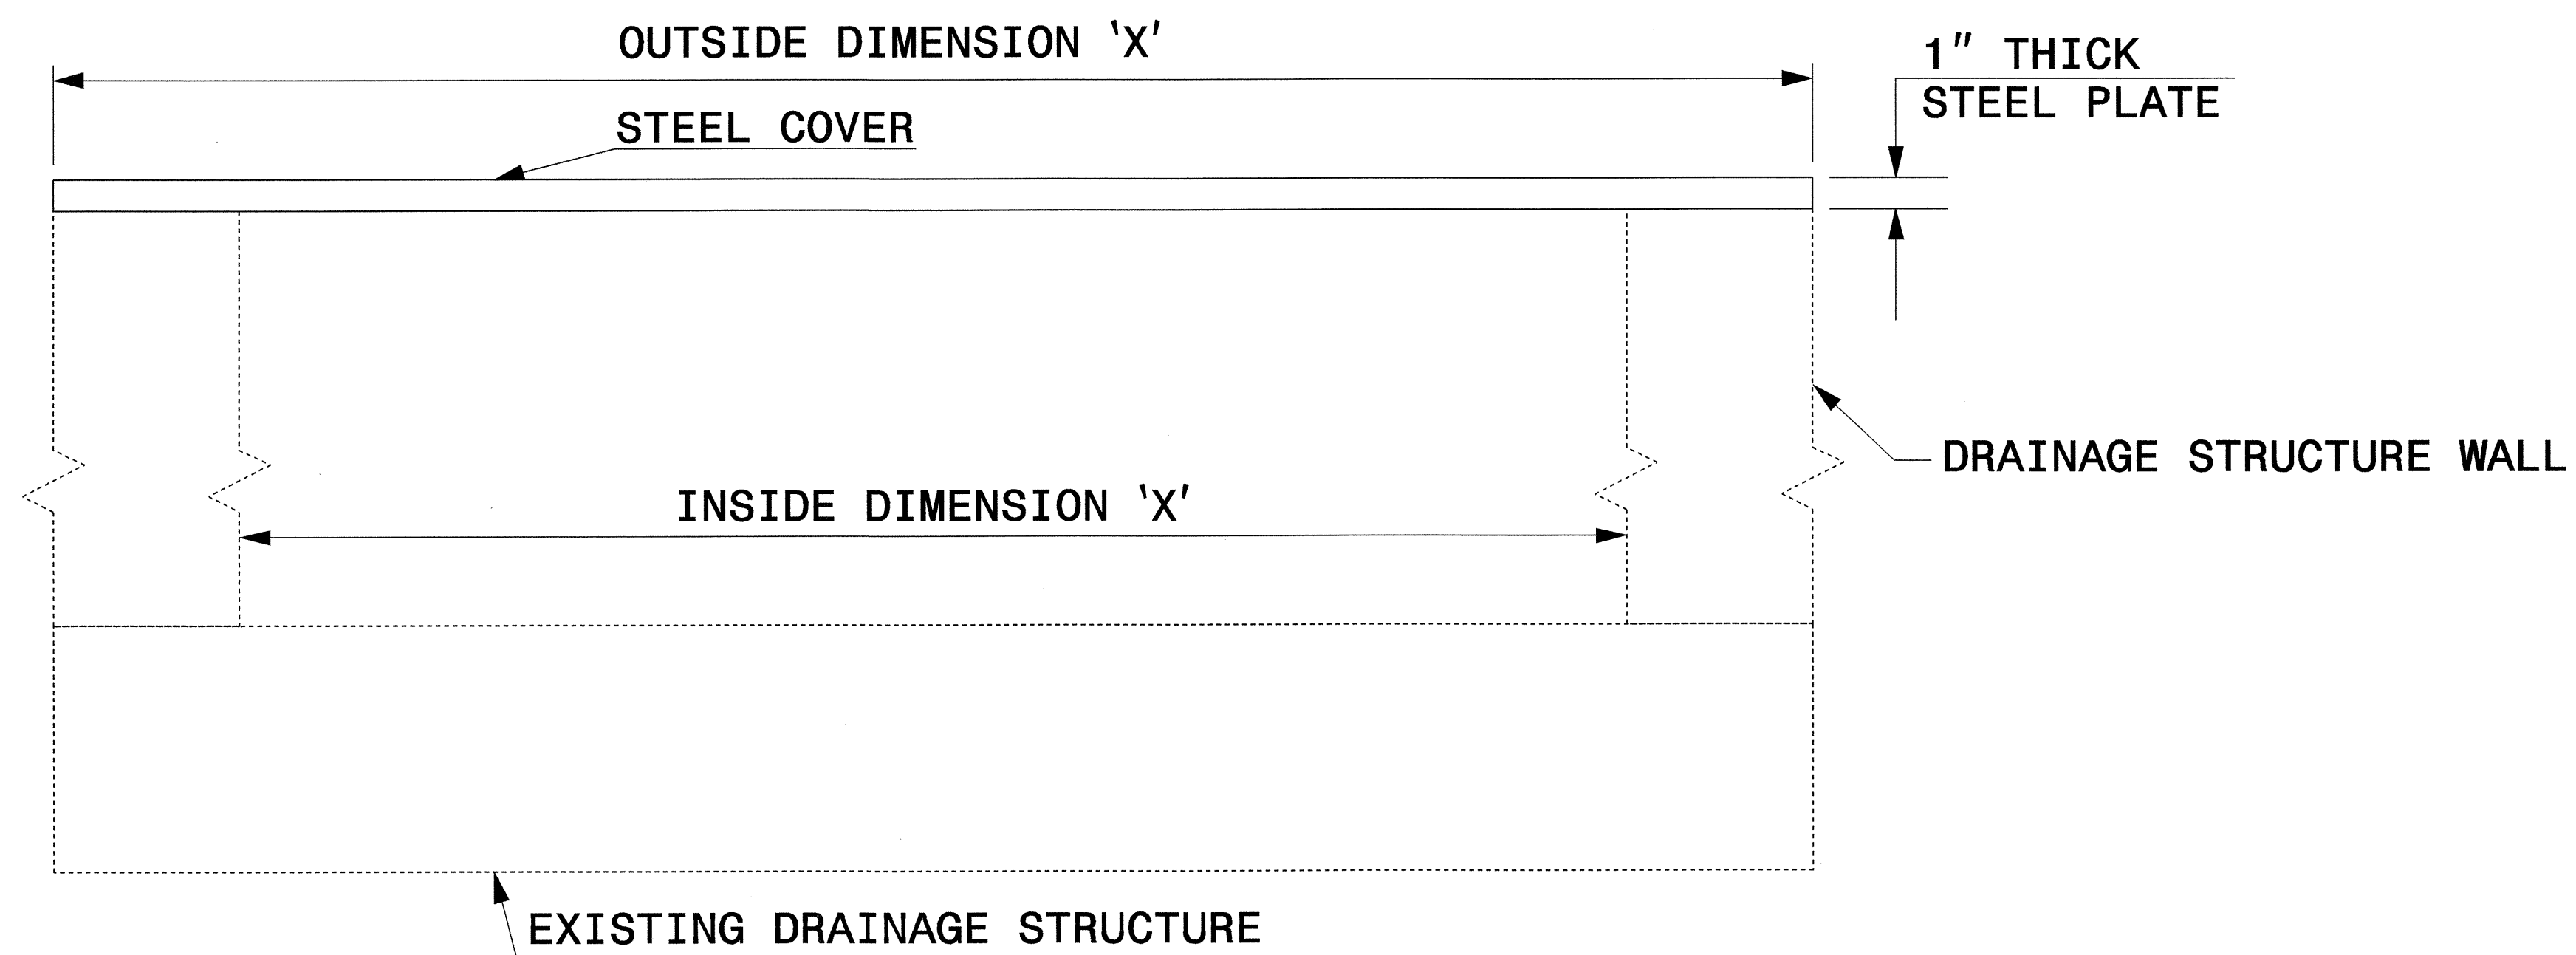 OUTSIDE DIMENSION 'X'
1" THICK
STEEL PLATE
STEEL COVER
DRAINAGE STRUCTURE WALL
INSIDE DIMENSION 'X'
EXISTING DRAINAGE STRUCTURE